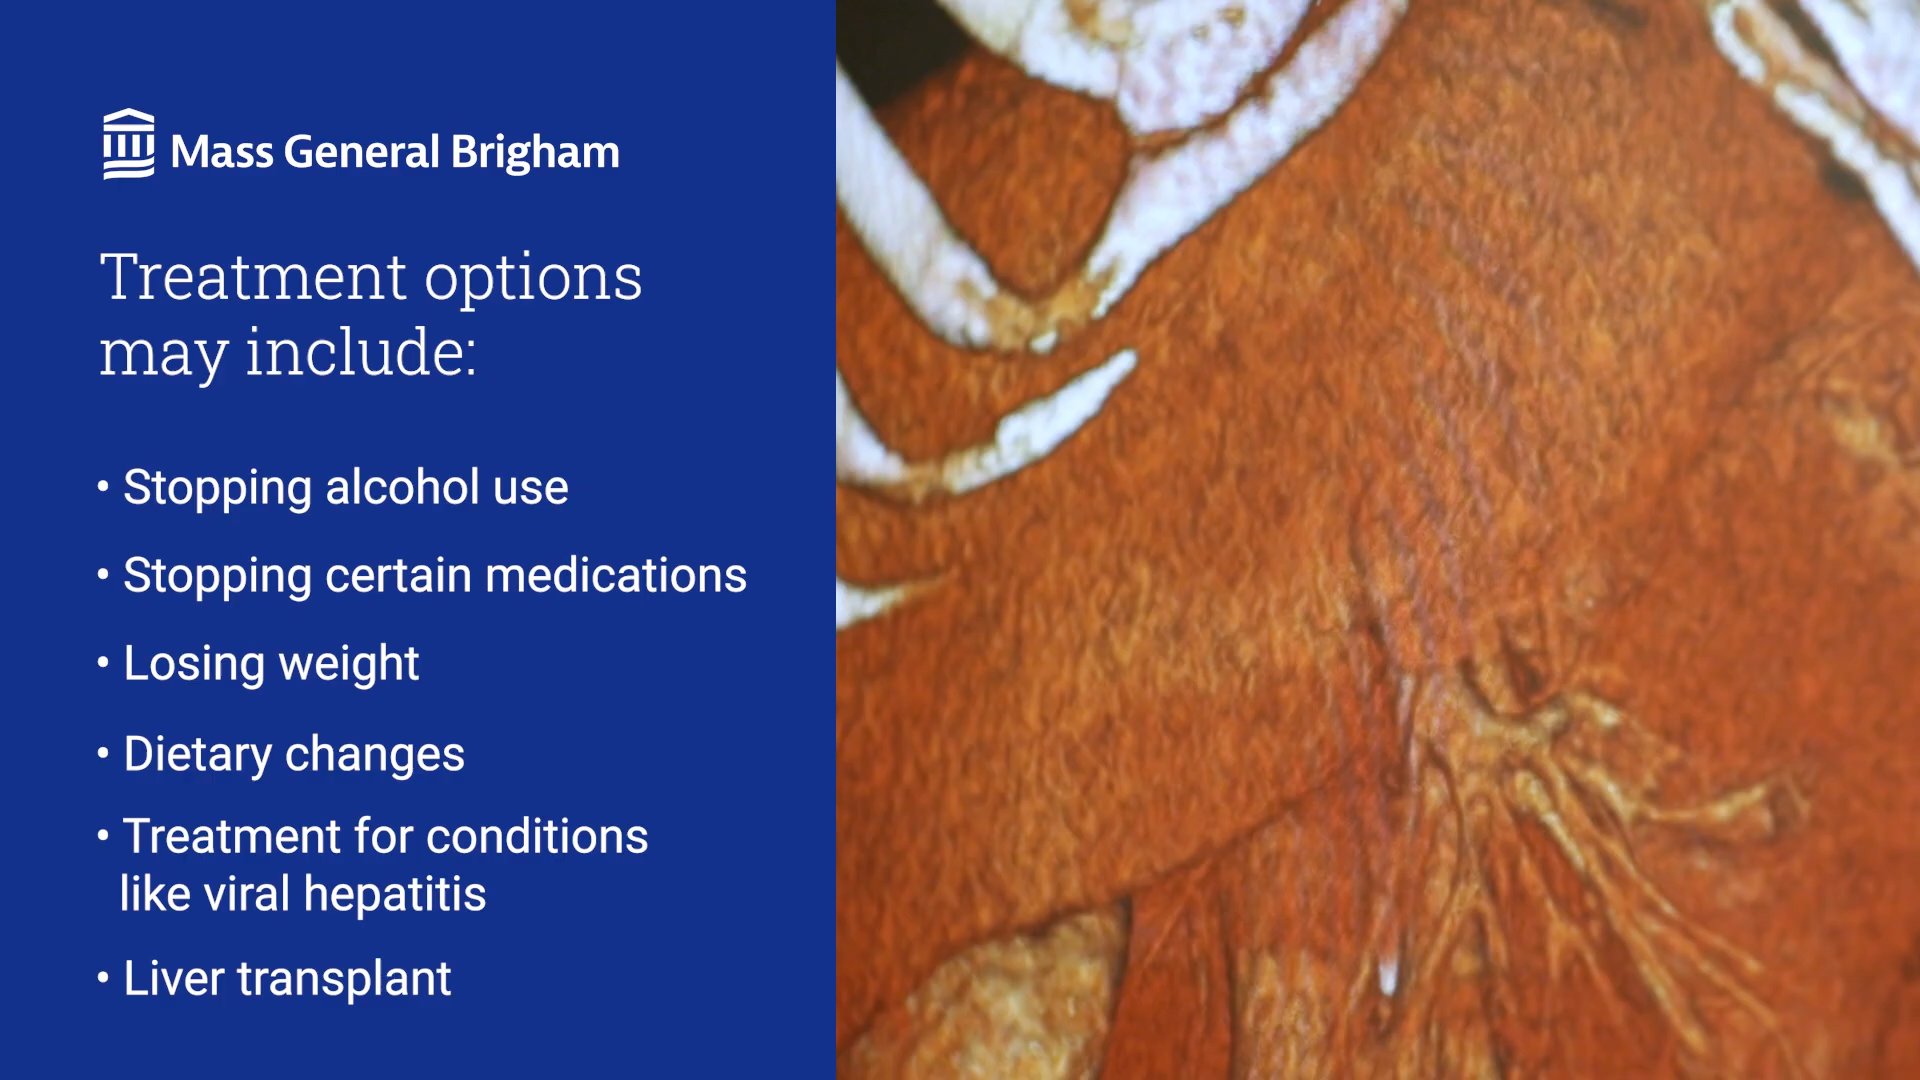 Mass General Brigham
Treatment options
may include:
• Stopping alcohol use
• Stopping certain medications
• Losing weight
• Dietary changes
• Treatment for conditions
like viral hepatitis
• Liver transplant